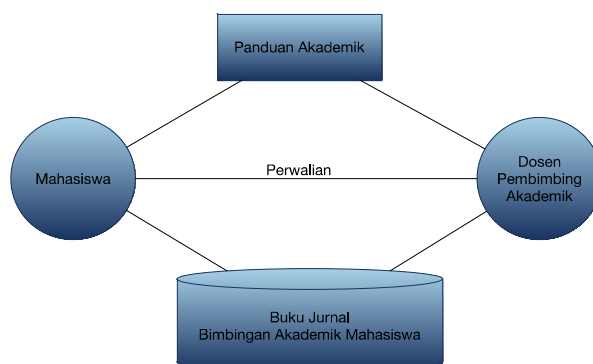 Panduan Akademik
Mahasiswa
Perwalian
Dosen
Pembimbing
Akademik
Buku Jurnal
Bimbingan Akademik Mahasiswa